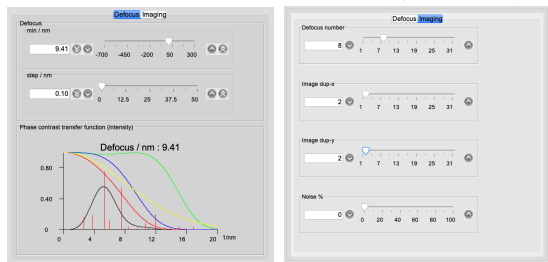 Defocus Imaging
Defocus
min / nm
9.41
-700 -450 -200 50 300
step / nm
0.10
0 12.5 25 37.5 50
Phase contrast transfer function (intensity)
Defocus / nm : 9.41
0.80
0.40
0
0 4 8 12 16 20 1/nm
Defocus Imaging
Defocus number
8
1 7 13 19 25 31
Image dup-x
2
1 7 13 19 25 31
Image dup-y
2
1 7 13 19 25 31
Noise %
0
0 20 40 60 80 100